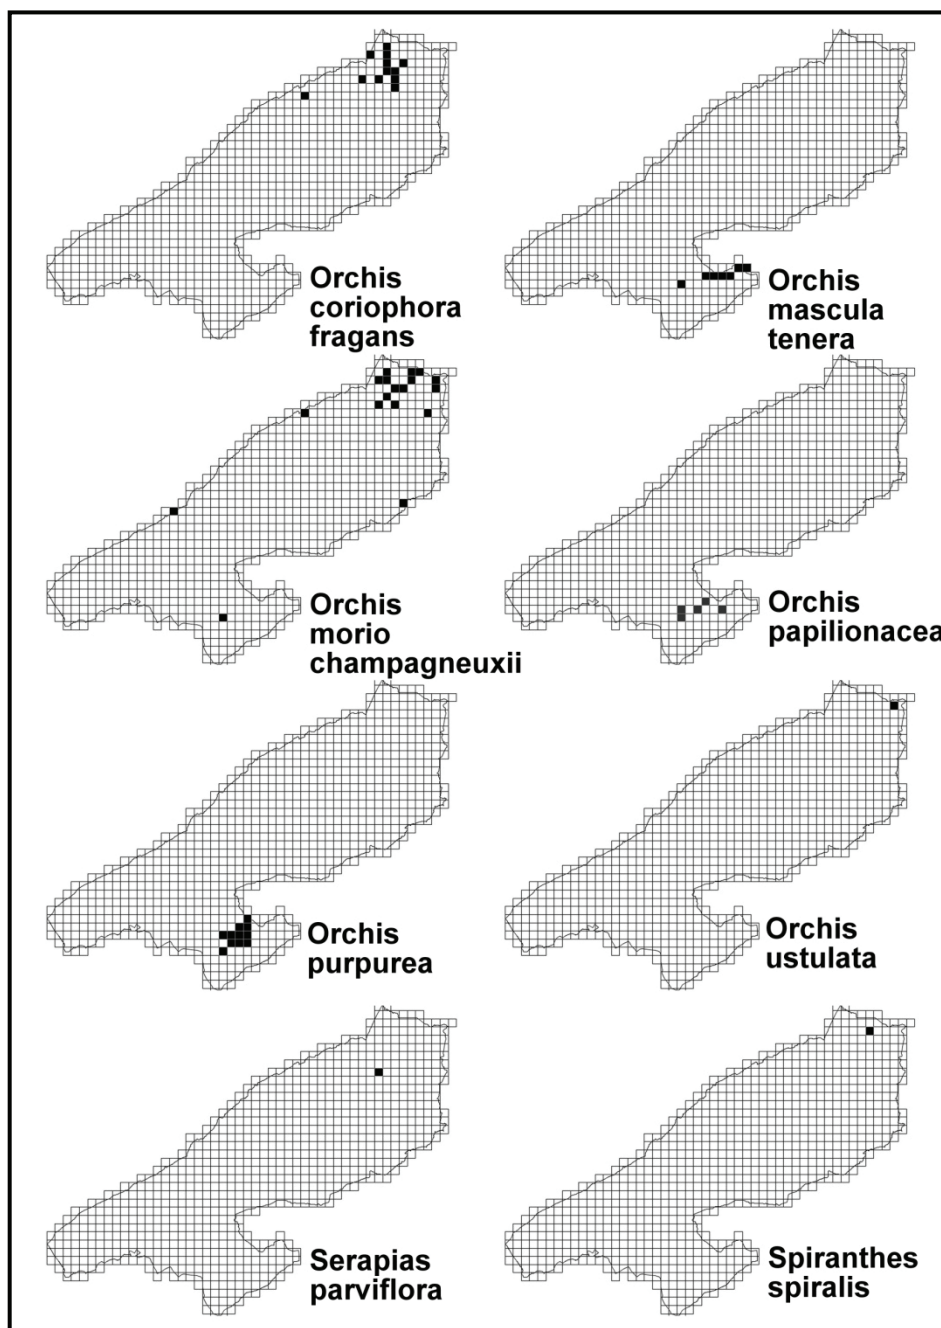 Orchis
coriophora
fragans
Orchis
mascula
tenera
Orchis
morio
champagneuxii
Orchis
papilionacea
Orchis
purpurea
Orchis
ustulata
Serapias
parviflora
Spiranthes
spiralis